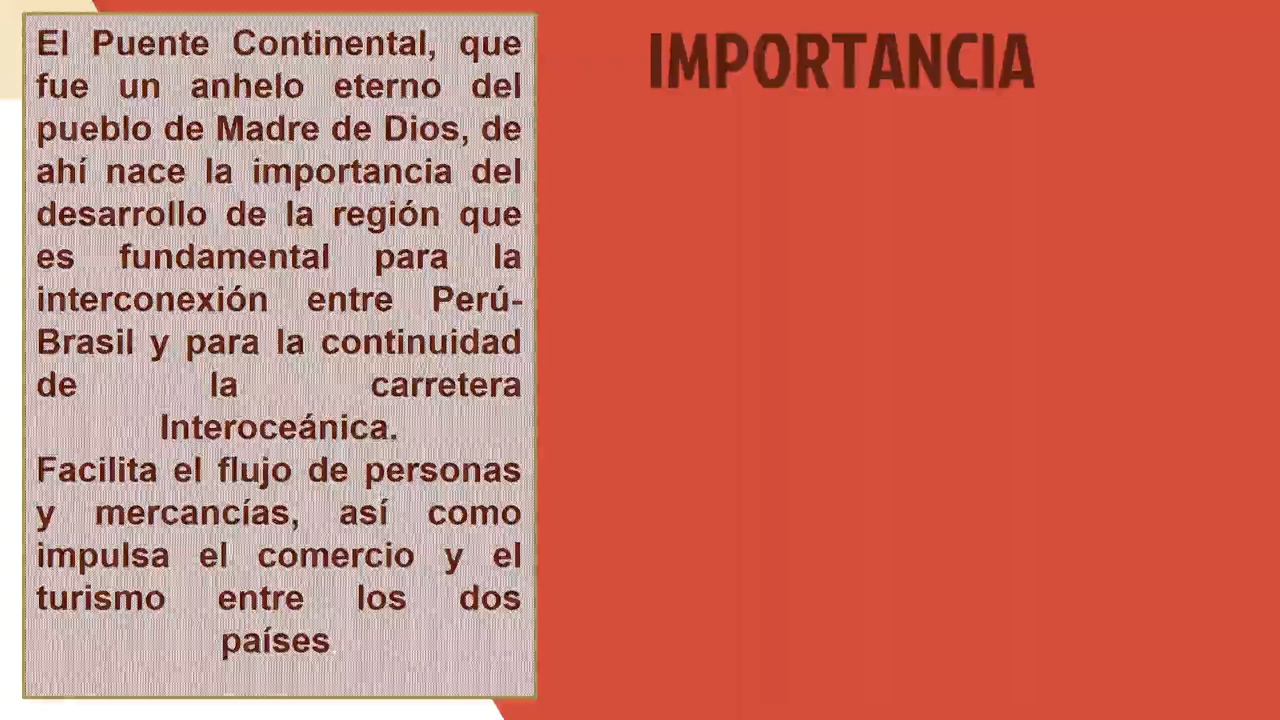 IMPORTANCIA
El Puente Continental, que
fue un anhelo eterno del
pueblo de Madre de Dios, de
ahí nace la importancia del
desarrollo de la región que
es fundamental para la
interconexión entre Perú-
Brasil y para la continuidad
de la carretera
Interoceánica.
Facilita el flujo de personas
y mercancías, así como
impulsa el comercio y el
turismo entre los dos
países